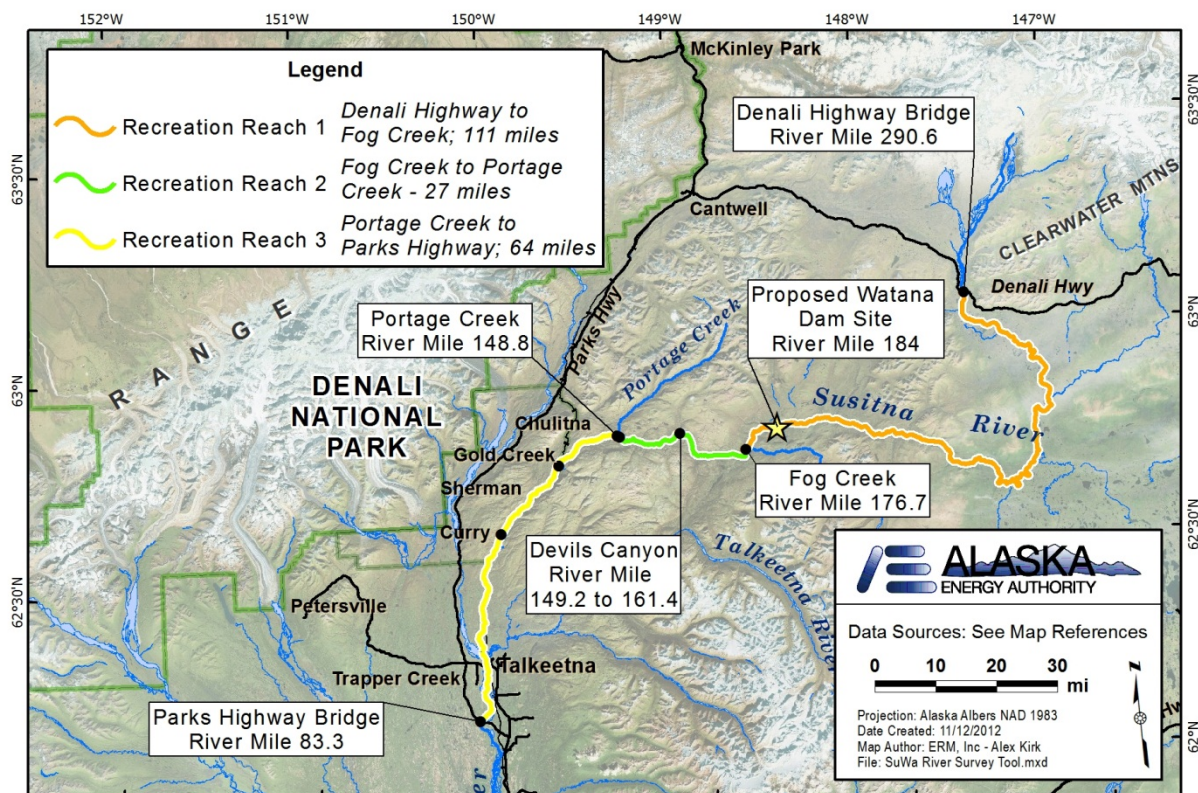 152°W
151°W
150°W
149°W
148°W
147°W
Legend
Recreation Reach 1
Denali Highway to
Fog Creek; 111 miles
Recreation Reach 2
Fog Creek to Portage
Creek - 27 miles
Recreation Reach 3
Portage Creek to
Parks Highway; 64 miles
McKinley Park
Denali Highway Bridge
River Mile 290.6
63°30'N
63°30'N
CLEARWATER MTNS
Cantwell
Denali Hwy
Parks Hwy
RANGE
Portage Creek
River Mile 148.8
Portage Creek
Proposed Watana
Dam Site
River Mile 184
63°N
63°N
DENALI
NATIONAL
PARK
Susitna
River
Chulitna
Gold Creek
Sherman
Curry
Fog Creek
River Mile 176.7
Devils Canyon
River Mile
149.2 to 161.4
Talkeetna River
62°30'N
62°30'N
Petersville
Talkeetna
Trapper Creek
Parks Highway Bridge
River Mile 83.3
62°N
ALASKA
ENERGY AUTHORITY
Data Sources: See Map References
0 10 20 30
mi
N
Projection: Alaska Albers NAD 1983
Date Created: 11/12/2012
Map Author: ERM, Inc - Alex Kirk
File: SuWa River Survey Tool.mxd